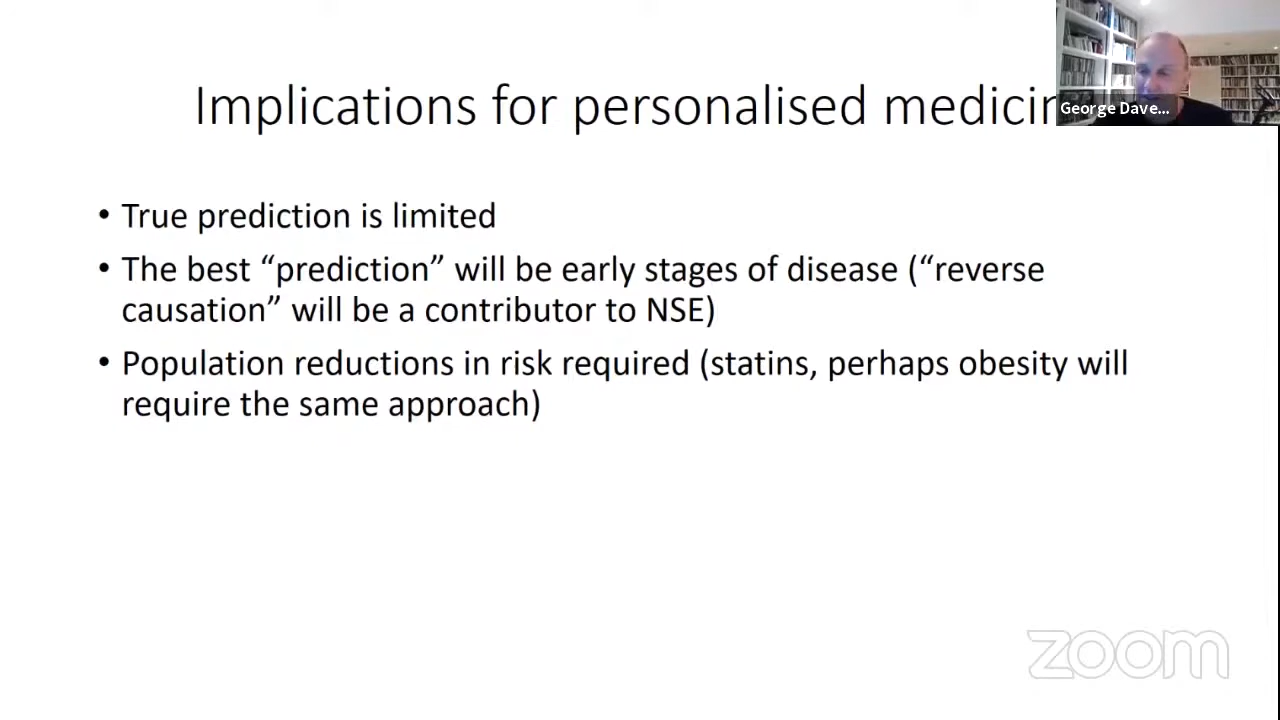 Implications for personalised medicin
George Dave...
• True prediction is limited
• The best “prediction” will be early stages of disease (“reverse
causation” will be a contributor to NSE)
• Population reductions in risk required (statins, perhaps obesity will
require the same approach)
zoom